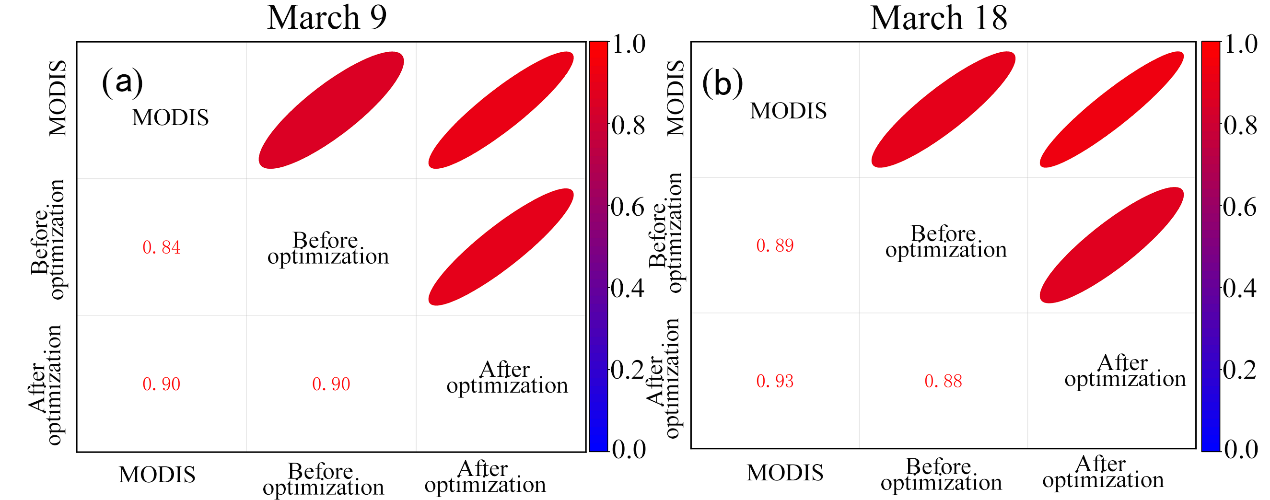 March 9
(a)
MODIS
MODIS
Before
optimization
0.84
Before
optimization
After
optimization
0.90
0.90
After
optimization
MODIS
Before
optimization
After
optimization
1.0
0.8
0.6
0.4
0.2
0.0
March 18
(b)
MODIS
MODIS
Before
optimization
0.89
Before
optimization
After
optimization
0.93
0.88
After
optimization
MODIS
Before
optimization
After
optimization
1.0
0.8
0.6
0.4
0.2
0.0